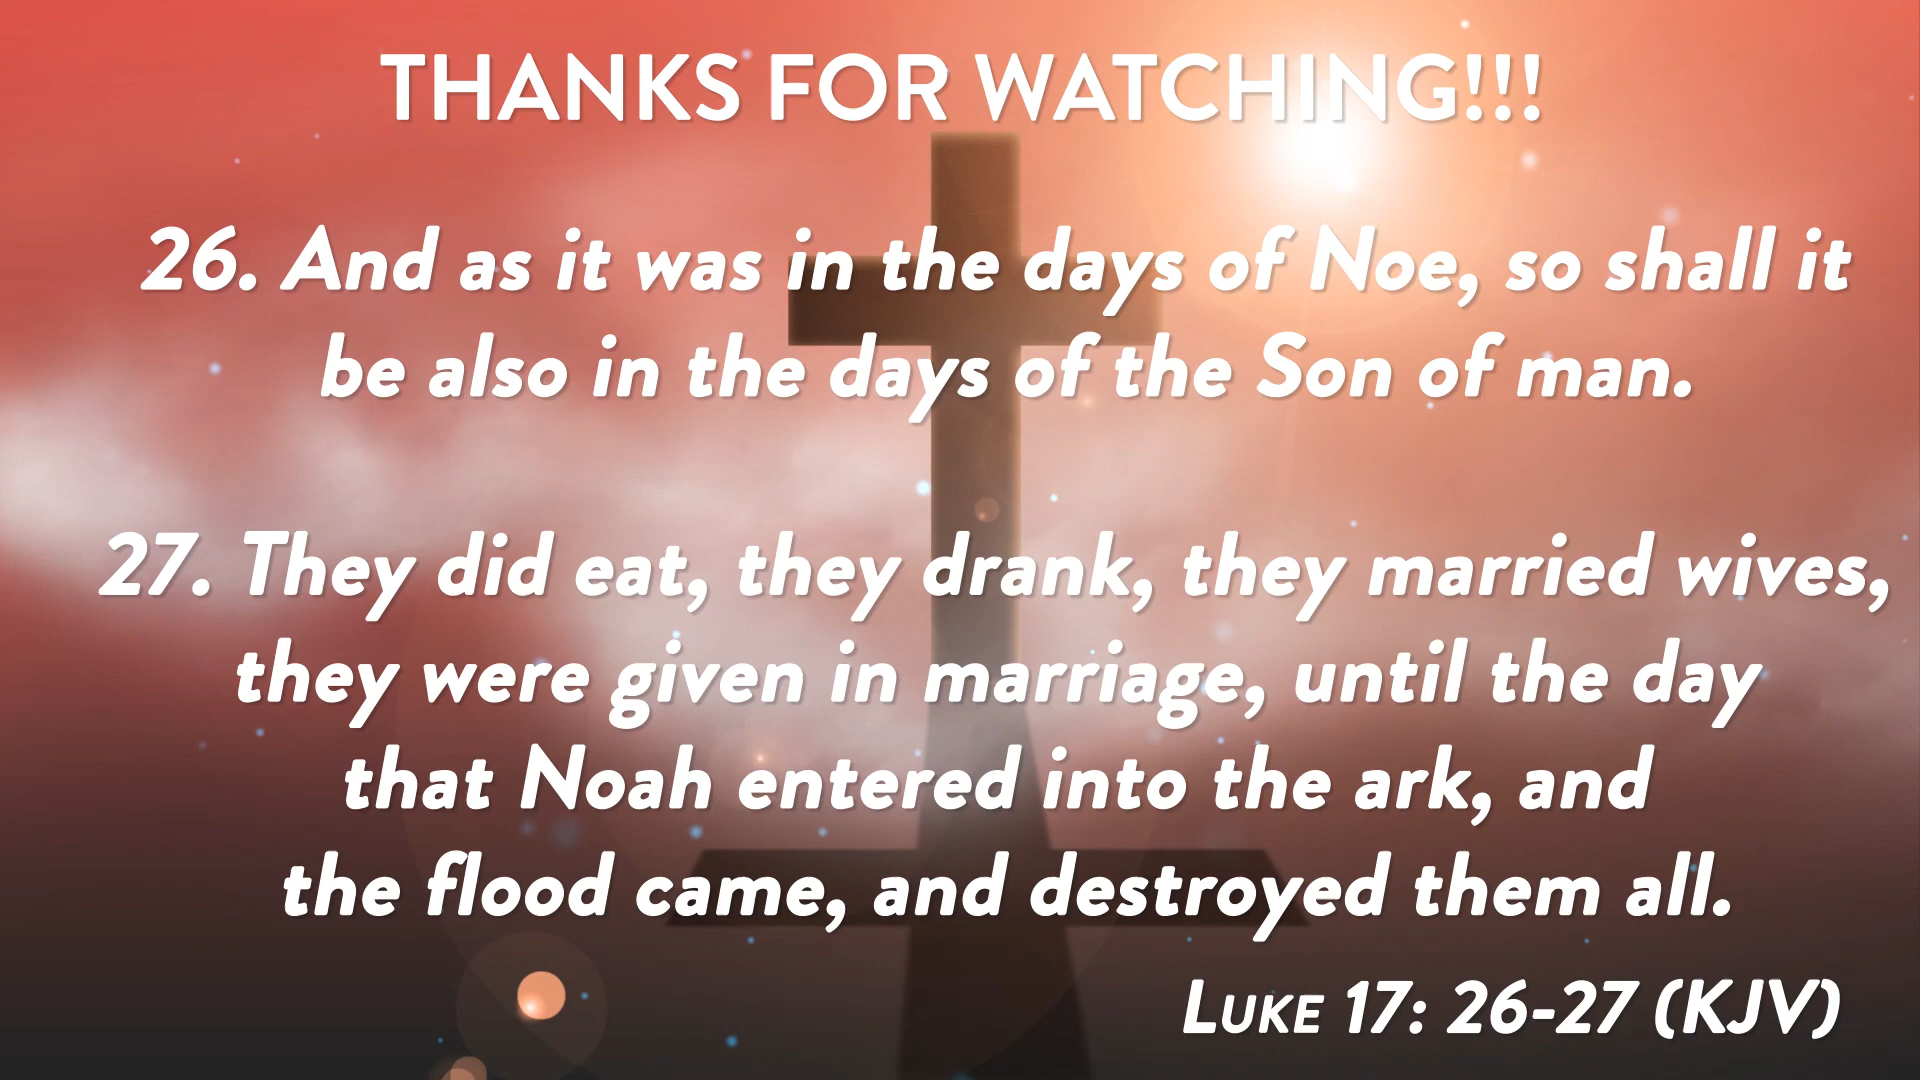 THANKS FOR WATCHING!!!
26. And as it was in the days of Noe, so shall it
be also in the days of the Son of man.
27. They did eat, they drank, they married wives,
they were given in marriage, until the day
that Noah entered into the ark, and
the flood came, and destroyed them all.
LUKE 17: 26-27 (KJV)